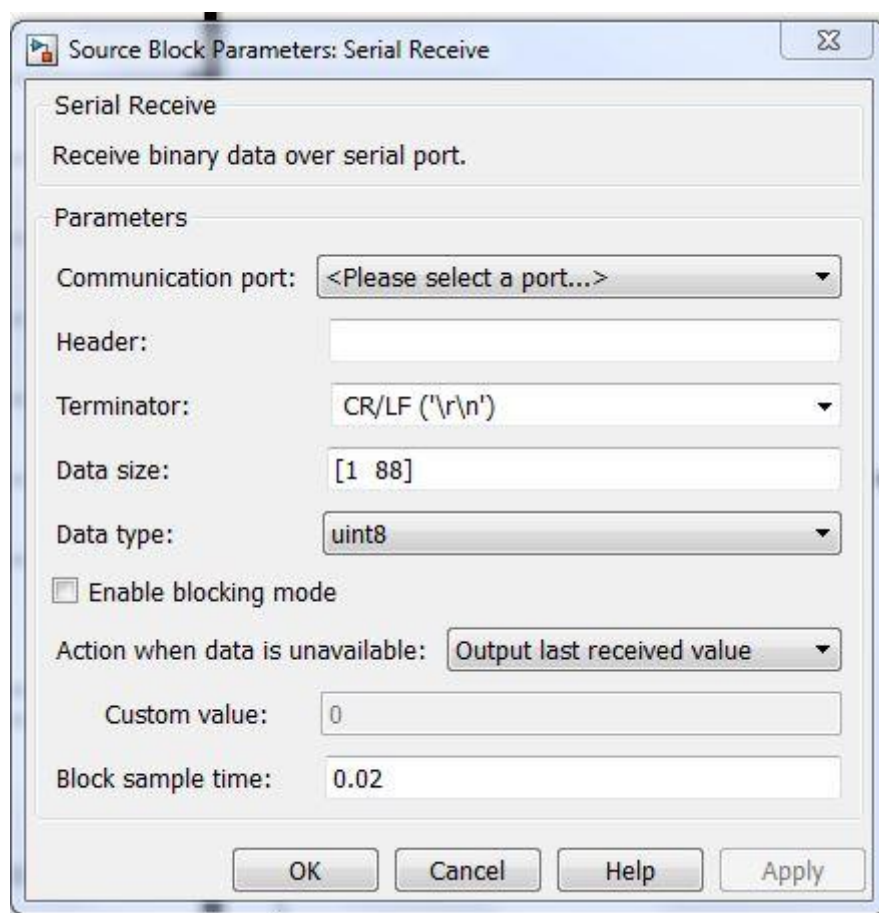 Source Block Parameters: Serial Receive
Serial Receive
Receive binary data over serial port.
Parameters
Communication port: <Please select a port...>
Header:
Terminator: CR/LF ('\r\n')
Data size: [1  88]
Data type: uint8
Enable blocking mode
Action when data is unavailable: Output last received value
Custom value: 0
Block sample time: 0.02
OK Cancel Help Apply